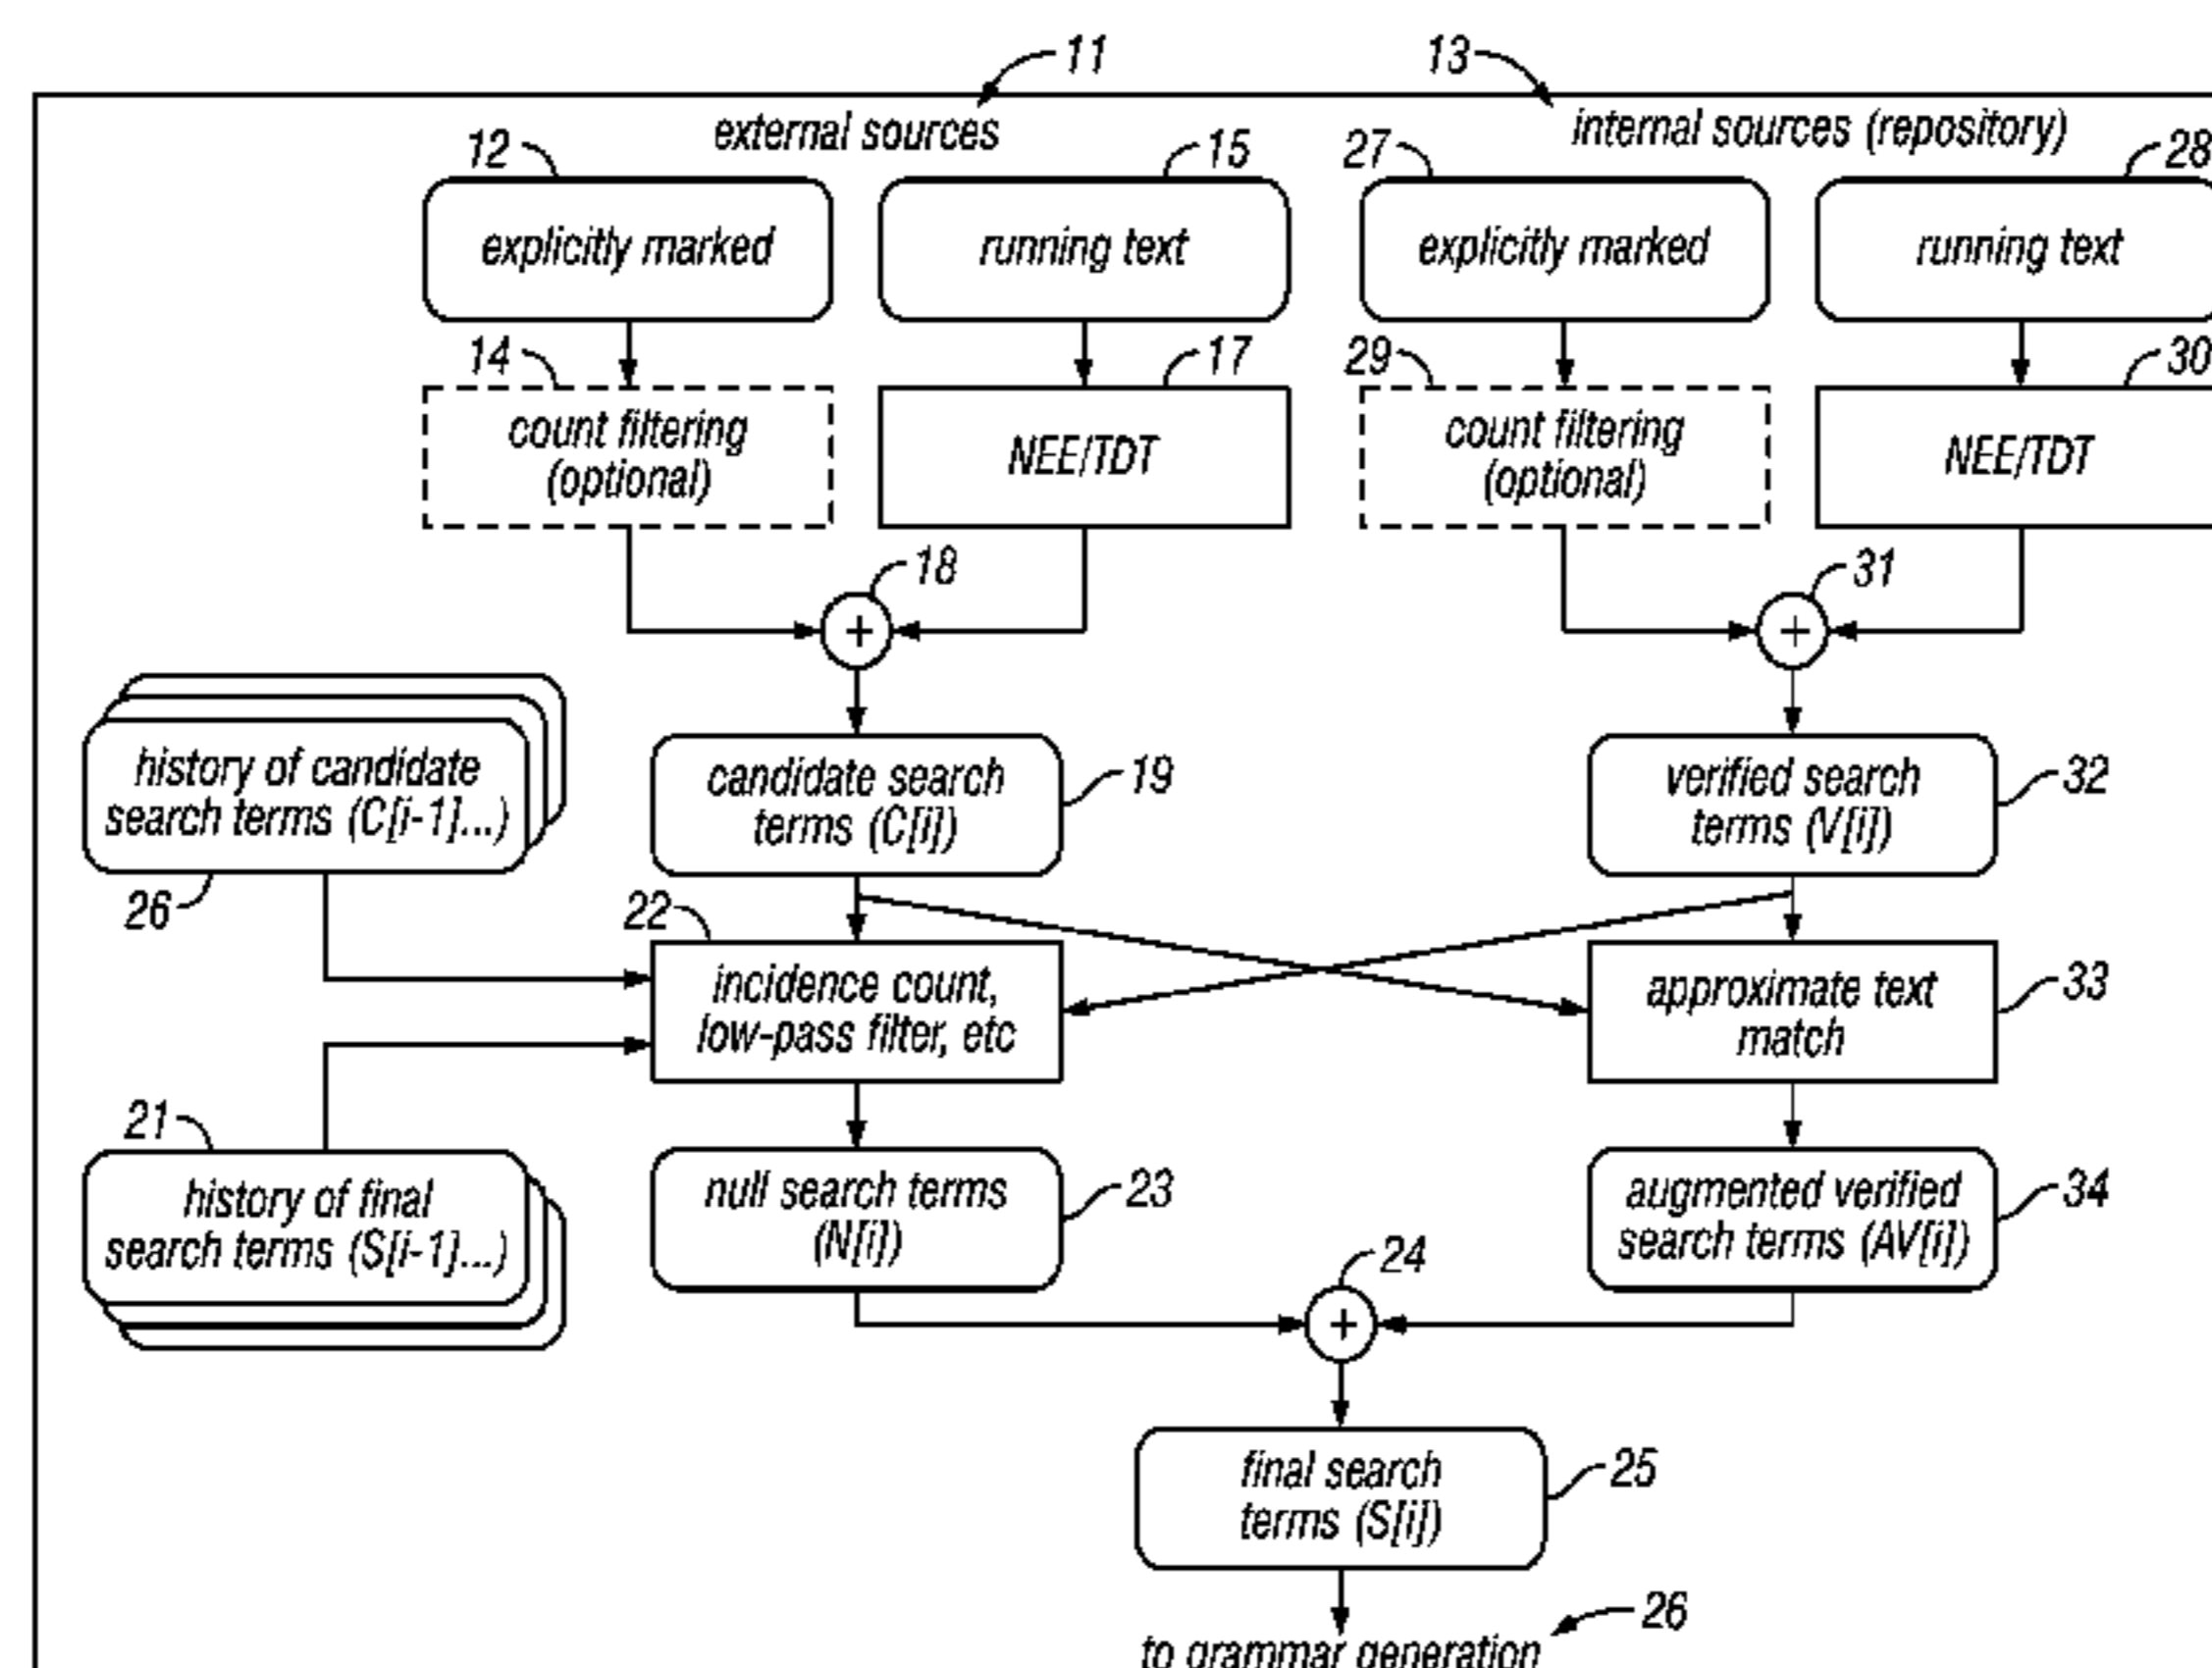 11
13
external sources
internal sources (repository)
12
15
27
28
explicitly marked
running text
explicitly marked
running text
14
17
29
30
count filtering
(optional)
NEE/TDT
count filtering
(optional)
NEE/TDT
18
31
+
+
history of candidate
search terms (C[i-1]...)
26
candidate search
terms (C[i])
19
verified search
terms (V[i])
32
22
incidence count,
low-pass filter, etc
approximate text
match
33
21
history of final
search terms (S[i-1]...)
null search terms
(N[i])
23
augmented verified
search terms (AV[i])
34
24
+
final search
terms (S[i])
25
26
to grammar generation